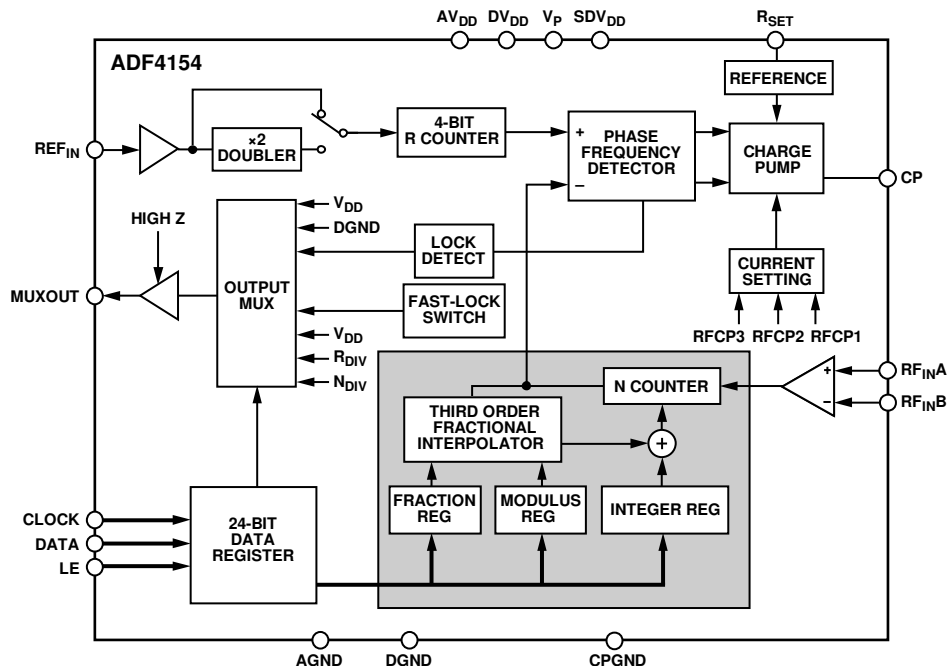 AVDD DVDD VP SDVDD RSET
ADF4154
REFERENCE
REFIN
×2
DOUBLER
4-BIT
R COUNTER
+
–
PHASE
FREQUENCY
DETECTOR
CHARGE
PUMP
CP
HIGH Z
MUXOUT
OUTPUT
MUX
VDD
DGND
LOCK
DETECT
FAST-LOCK
SWITCH
VDD
RDIV
NDIV
CURRENT
SETTING
RFCP3 RFCP2 RFCP1
N COUNTER
+
–
RFINA
RFINB
THIRD ORDER
FRACTIONAL
INTERPOLATOR
+
FRACTION
REG
MODULUS
REG
INTEGER REG
CLOCK
DATA
LE
24-BIT
DATA
REGISTER
AGND DGND CPGND